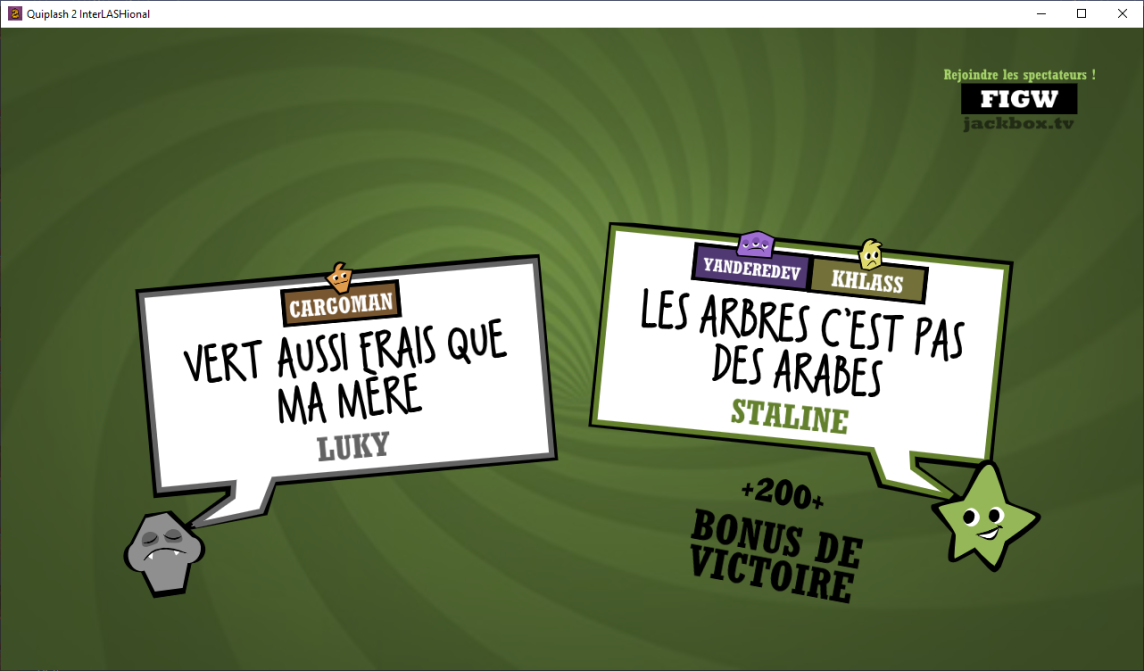 Quiplash 2 InterLASHional
Rejoindre les spectateurs !
FIGW
jackbox.tv
CARGOMAN
VERT AUSSI FRAIS QUE
MA MÈRE
LUKY
YANDEREDEV
KHLASS
LES ARBRES C'EST PAS
DES ARABES
STALINE
+200+
BONUS DE
VICTOIRE